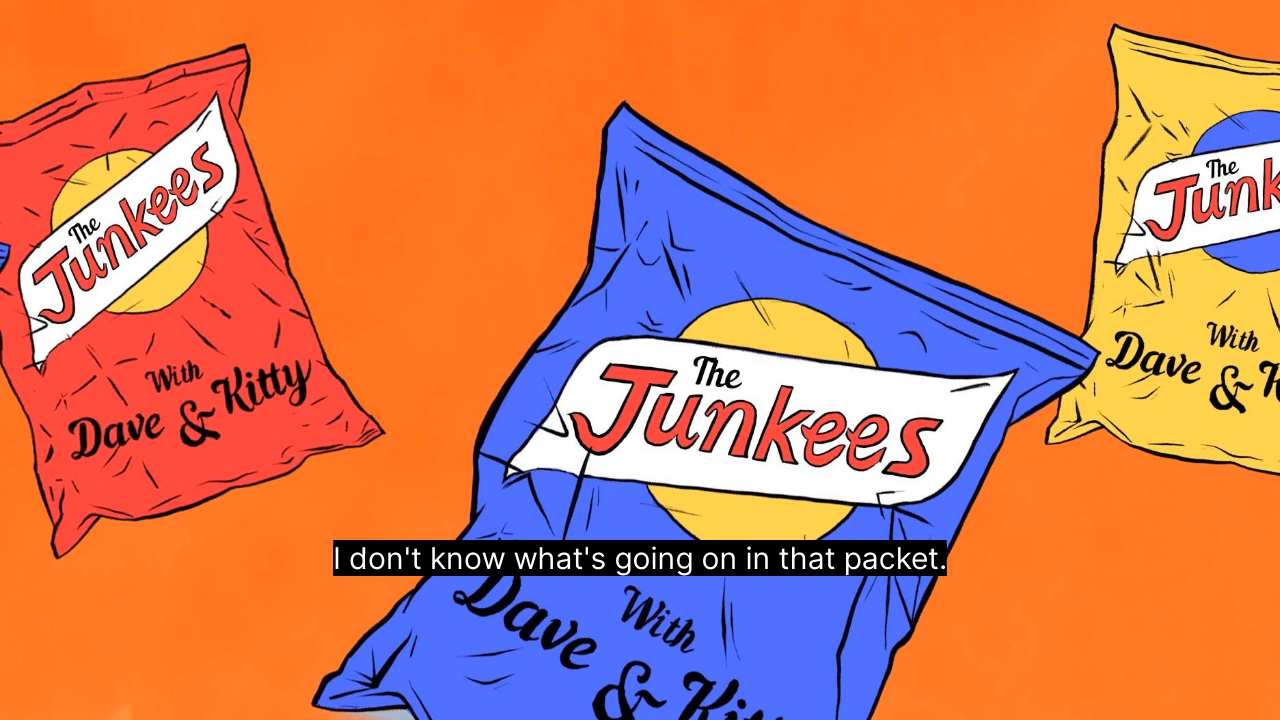 The
Junkees
With
Dave & Kitty
The
Junkees
I don't know what's going on in that packet.
With
Dave
&
The
With
Dave
&